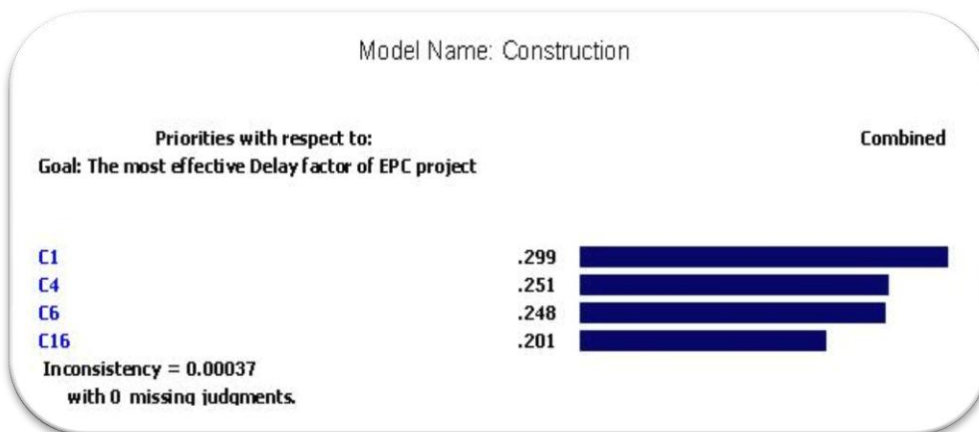 Model Name: Construction
Priorities with respect to: Combined
Goal: The most effective Delay factor of EPC project
C1 .299
C4 .251
C6 .248
C16 .201
Inconsistency = 0.00037
with 0 missing judgments.